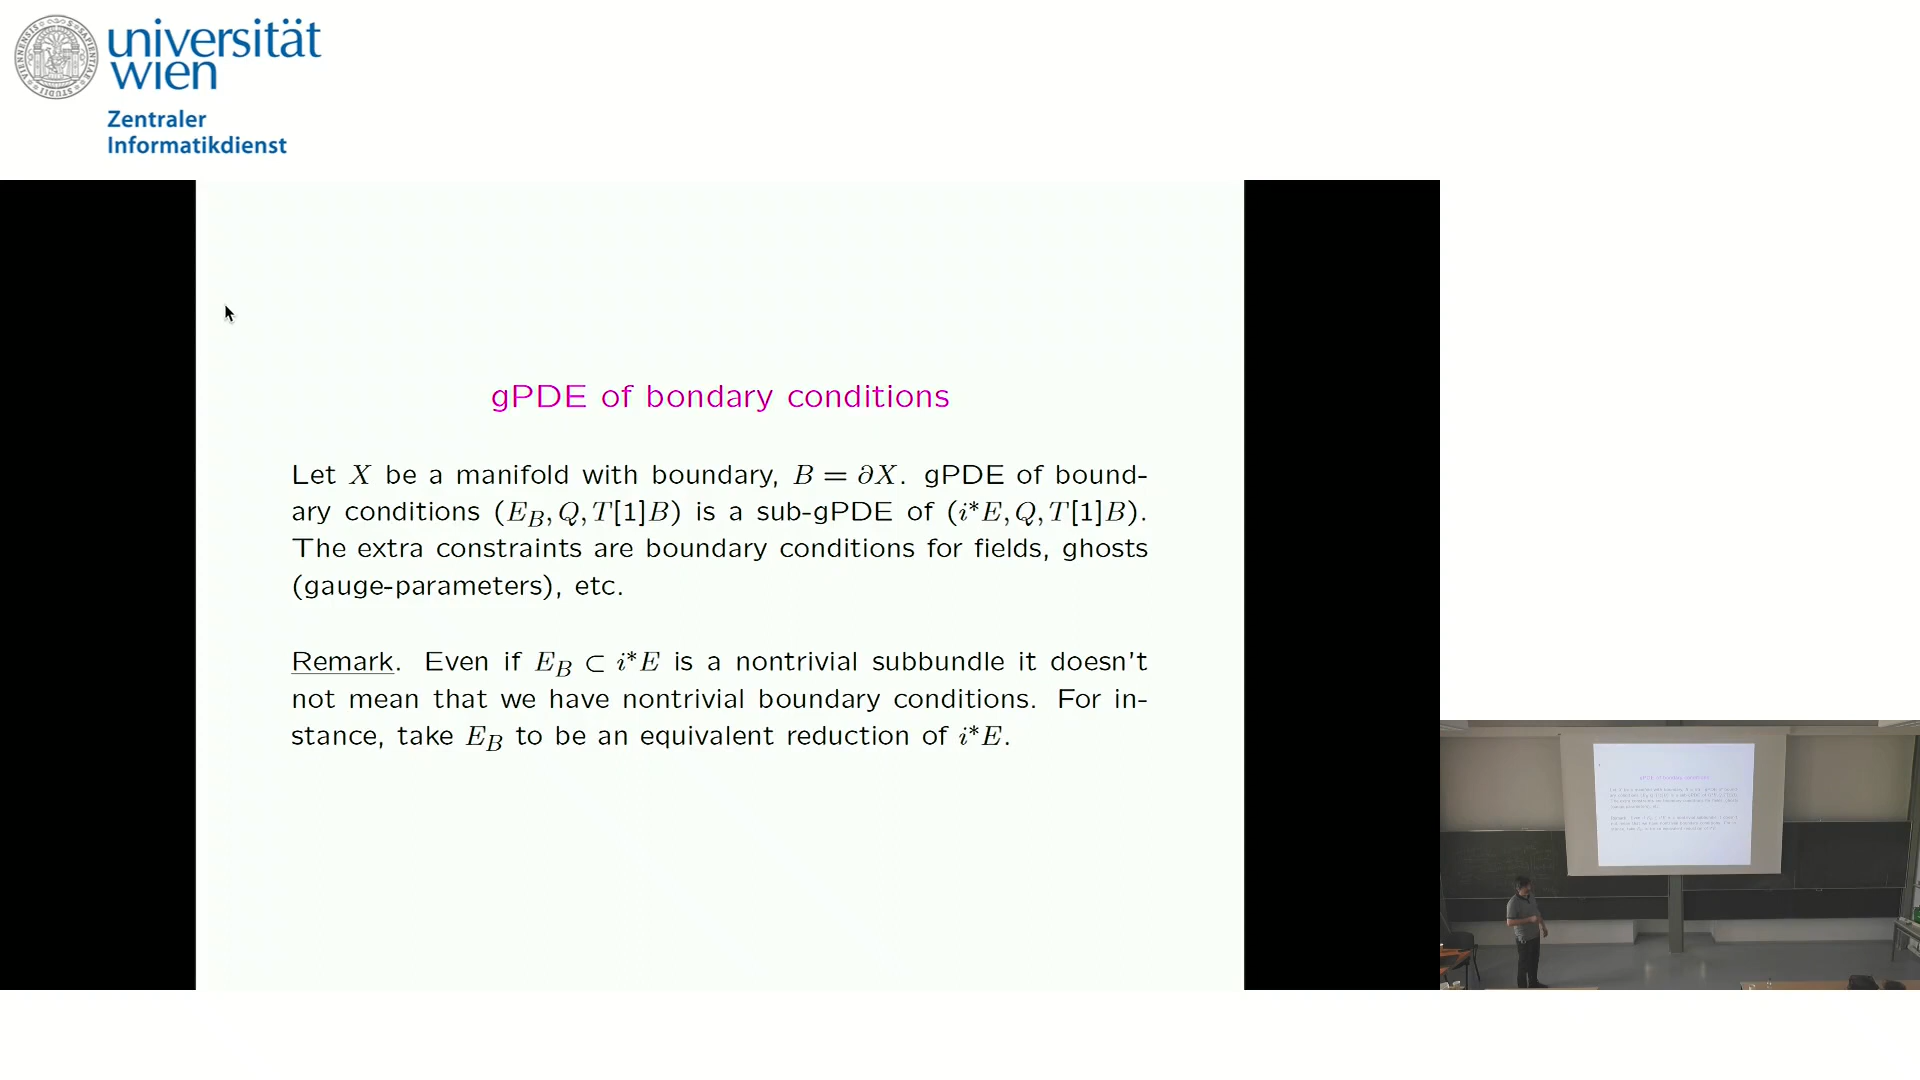 universität
wien
Zentraler
Informatikdienst
gPDE of bondary conditions
Let X be a manifold with boundary, B = ∂X. gPDE of bound-
ary conditions (E_B, Q, T[1]B) is a sub-gPDE of (i*E, Q, T[1]B).
The extra constraints are boundary conditions for fields, ghosts
(gauge-parameters), etc.
Remark. Even if E_B ⊂ i*E is a nontrivial subbundle it doesn't
not mean that we have nontrivial boundary conditions. For in-
stance, take E_B to be an equivalent reduction of i*E.